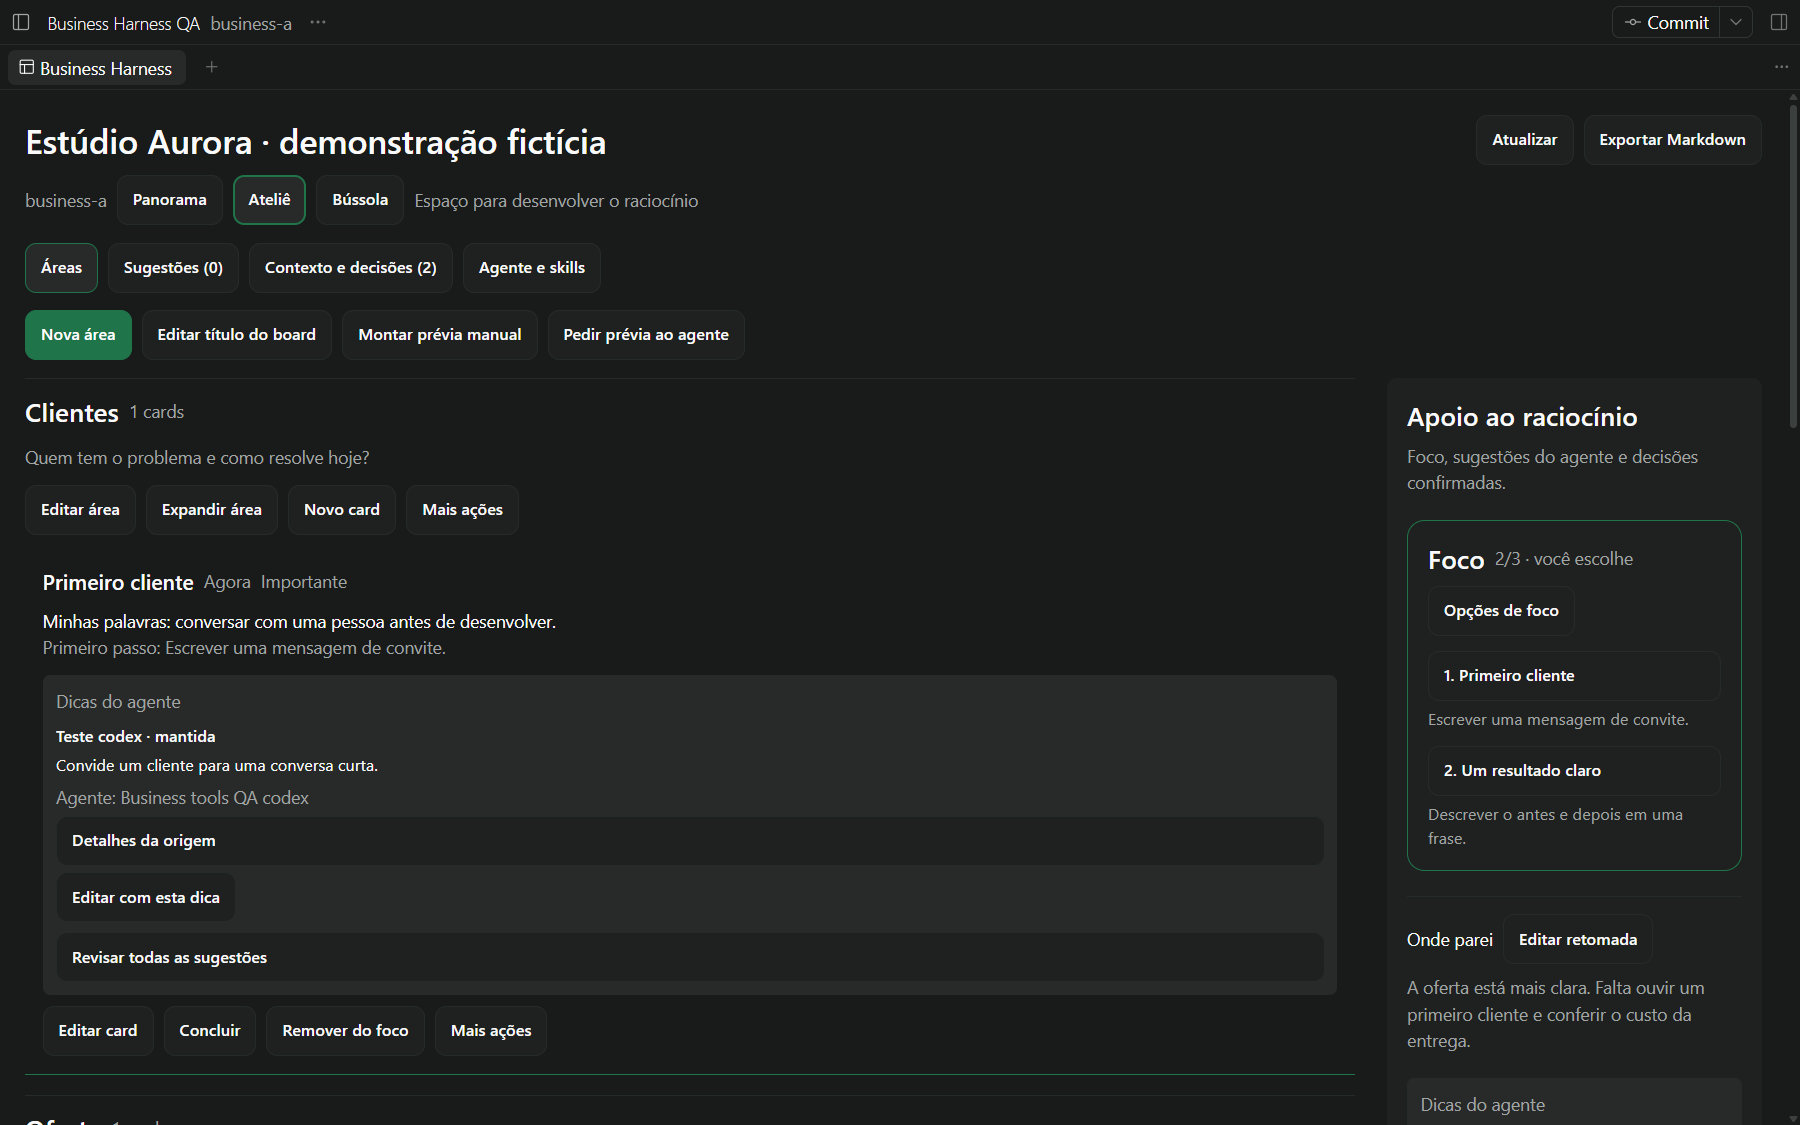 Business Harness QA business-a ···
Commit
Business Harness
Estúdio Aurora · demonstração fictícia
Atualizar
Exportar Markdown
business-a
Panorama
Ateliê
Bússola
Espaço para desenvolver o raciocínio
Áreas
Sugestões (0)
Contexto e decisões (2)
Agente e skills
Nova área
Editar título do board
Montar prévia manual
Pedir prévia ao agente
Clientes 1 cards
Quem tem o problema e como resolve hoje?
Editar área
Expandir área
Novo card
Mais ações
Primeiro cliente Agora Importante
Minhas palavras: conversar com uma pessoa antes de desenvolver.
Primeiro passo: Escrever uma mensagem de convite.
Dicas do agente
Teste codex · mantida
Convide um cliente para uma conversa curta.
Agente: Business tools QA codex
Detalhes da origem
Editar com esta dica
Revisar todas as sugestões
Editar card
Concluir
Remover do foco
Mais ações
Apoio ao raciocínio
Foco, sugestões do agente e decisões
confirmadas.
Foco 2/3 · você escolhe
Opções de foco
1. Primeiro cliente
Escrever uma mensagem de convite.
2. Um resultado claro
Descrever o antes e depois em uma
frase.
Onde parei
Editar retomada
A oferta está mais clara. Falta ouvir um
primeiro cliente e conferir o custo da
entrega.
Dicas do agente